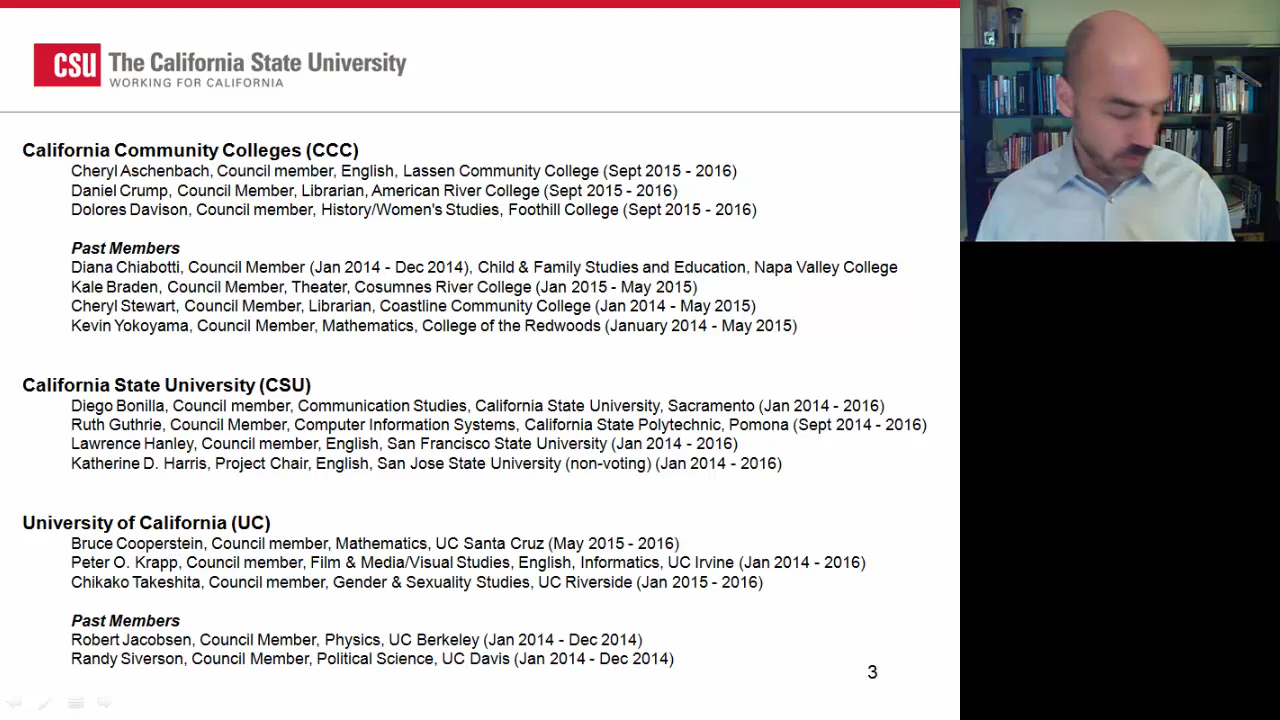 CSU The California State University
WORKING FOR CALIFORNIA
California Community Colleges (CCC)
Cheryl Aschenbach, Council member, English, Lassen Community College (Sept 2015 - 2016)
Daniel Crump, Council Member, Librarian, American River College (Sept 2015 - 2016)
Dolores Davison, Council member, History/Women's Studies, Foothill College (Sept 2015 - 2016)
Past Members
Diana Chiabotti, Council Member (Jan 2014 - Dec 2014), Child & Family Studies and Education, Napa Valley College
Kale Braden, Council Member, Theater, Cosumnes River College (Jan 2015 - May 2015)
Cheryl Stewart, Council Member, Librarian, Coastline Community College (Jan 2014 - May 2015)
Kevin Yokoyama, Council Member, Mathematics, College of the Redwoods (January 2014 - May 2015)
California State University (CSU)
Diego Bonilla, Council member, Communication Studies, California State University, Sacramento (Jan 2014 - 2016)
Ruth Guthrie, Council Member, Computer Information Systems, California State Polytechnic, Pomona (Sept 2014 - 2016)
Lawrence Hanley, Council member, English, San Francisco State University (Jan 2014 - 2016)
Katherine D. Harris, Project Chair, English, San Jose State University (non-voting) (Jan 2014 - 2016)
University of California (UC)
Bruce Cooperstein, Council member, Mathematics, UC Santa Cruz (May 2015 - 2016)
Peter O. Krapp, Council member, Film & Media/Visual Studies, English, Informatics, UC Irvine (Jan 2014 - 2016)
Chikako Takeshita, Council member, Gender & Sexuality Studies, UC Riverside (Jan 2015 - 2016)
Past Members
Robert Jacobsen, Council Member, Physics, UC Berkeley (Jan 2014 - Dec 2014)
Randy Siverson, Council Member, Political Science, UC Davis (Jan 2014 - Dec 2014)
3